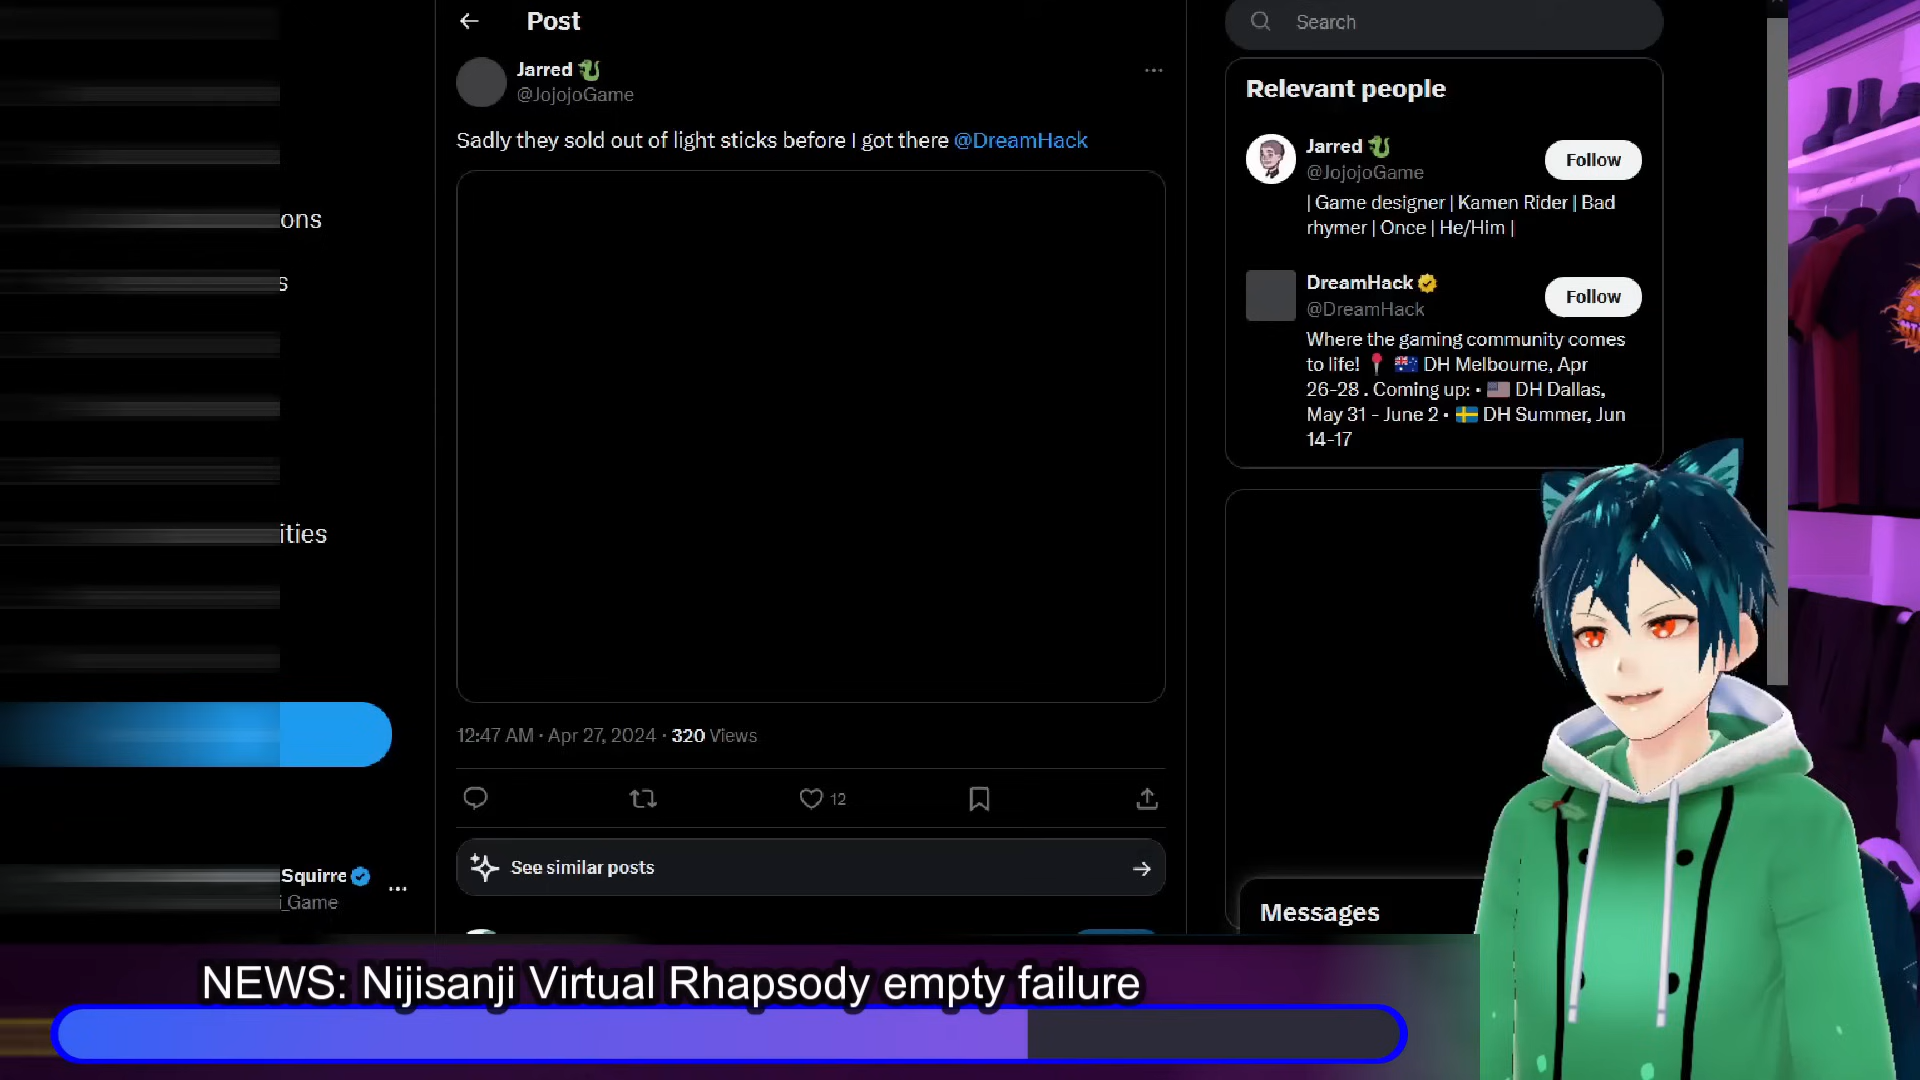 Post
Search
Jarred
@JojojoGame
Sadly they sold out of light sticks before I got there @DreamHack
12:47 AM · Apr 27, 2024 · 320 Views
12
See similar posts
Relevant people
Jarred
@JojojoGame
Follow
| Game designer | Kamen Rider | Bad
rhymer | Once | He/Him |
DreamHack
@DreamHack
Follow
Where the gaming community comes
to life! 📍 🇦🇺 DH Melbourne, Apr
26-28 . Coming up: • 🇺🇸 DH Dallas,
May 31 - June 2 • 🇸🇪 DH Summer, Jun
14-17
Messages
ons
s
ities
Squirre
i_Game
NEWS: Nijisanji Virtual Rhapsody empty failure